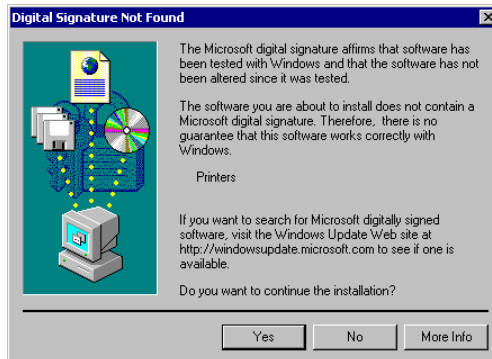 Digital Signature Not Found
The Microsoft digital signature affirms that software has
been tested with Windows and that the software has not
been altered since it was tested.
The software you are about to install does not contain a
Microsoft digital signature. Therefore, there is no
guarantee that this software works correctly with
Windows.
Printers
If you want to search for Microsoft digitally signed
software, visit the Windows Update Web site at
http://windowsupdate.microsoft.com to see if one is
available.
Do you want to continue the installation?
Yes
No
More Info